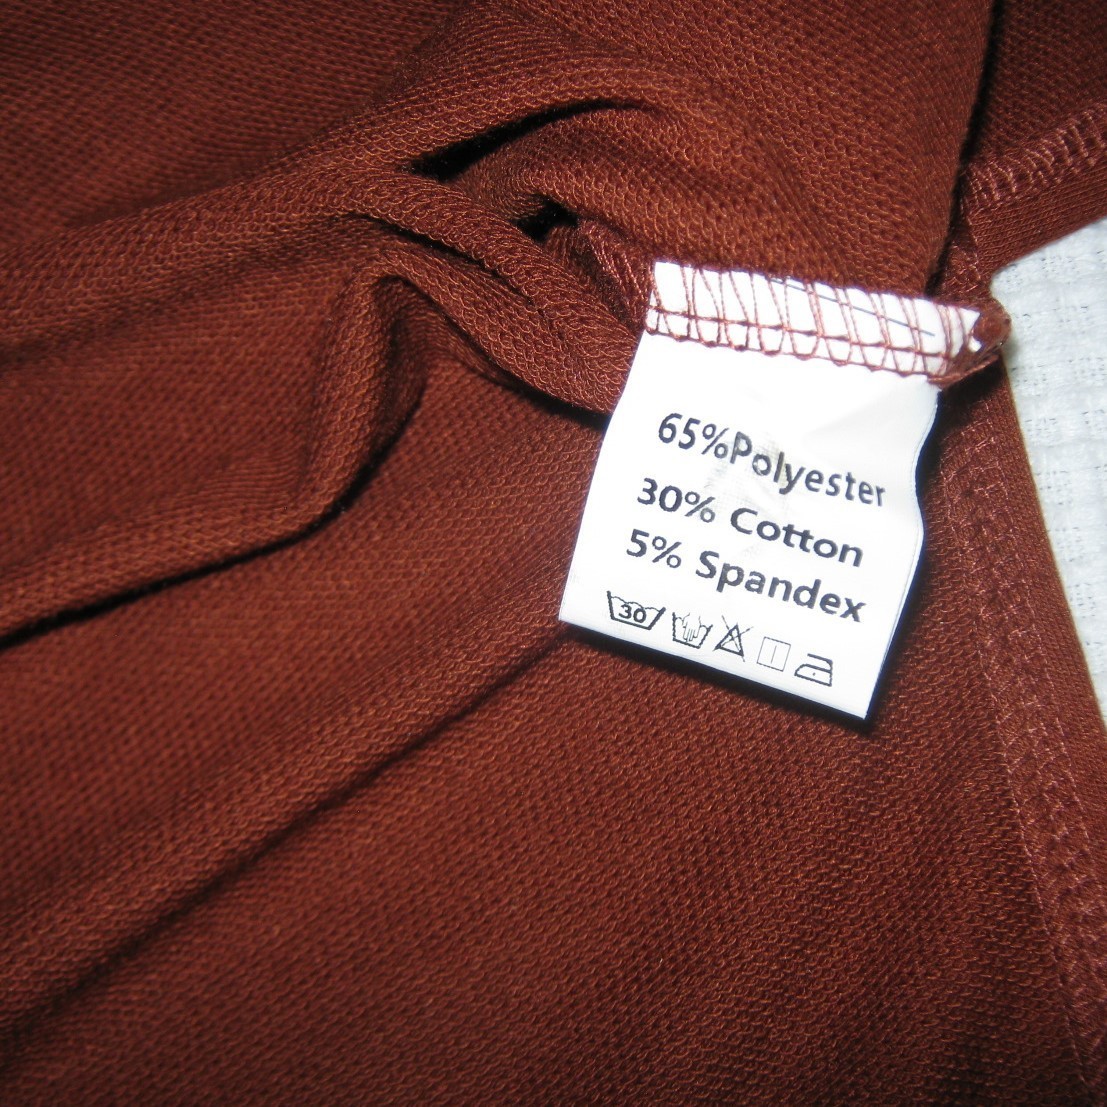 65%Polyester
30% Cotton
5% Spandex
30